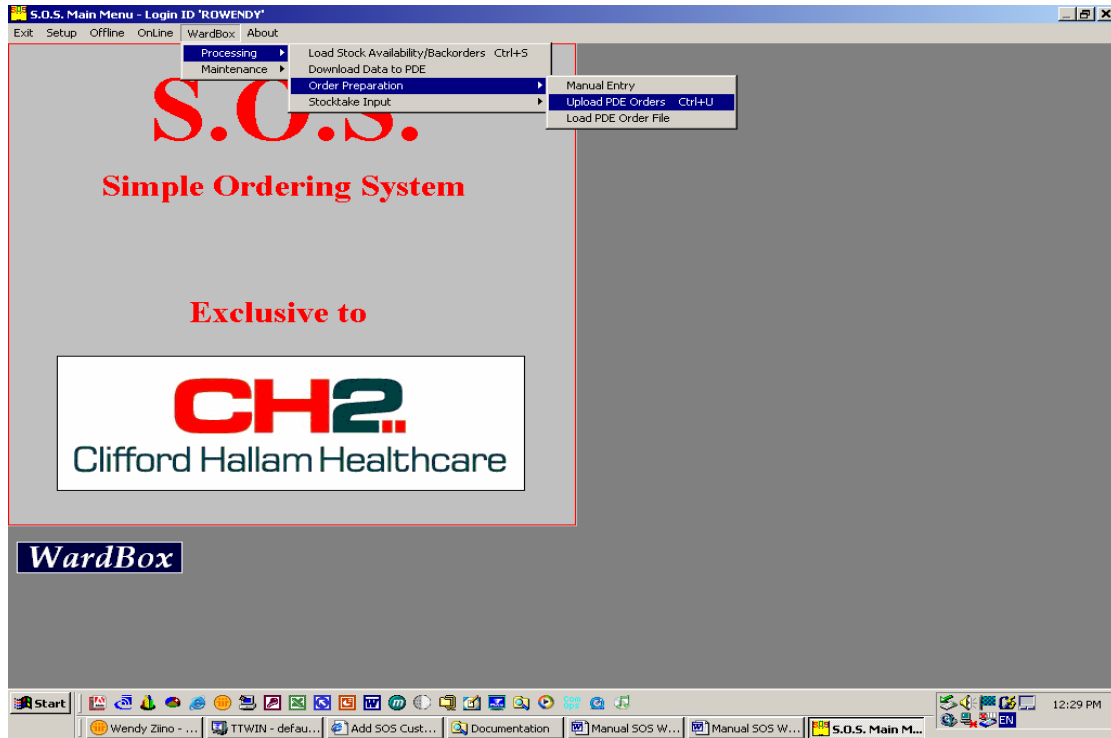 S.O.S. Main Menu - Login ID 'ROWENDY'
Exit Setup Offline OnLine WardBox About
Processing
Maintenance
Load Stock Availability/Backorders Ctrl+S
Download Data to PDE
Order Preparation
Stocktake Input
Manual Entry
Upload PDE Orders Ctrl+U
Load PDE Order File
S.O.S.
Simple Ordering System
Exclusive to
CH2..
Clifford Hallam Healthcare
WardBox
Start
12:29 PM
Wendy Ziino - ...
TTWIN - defau...
Add SOS Cust...
Documentation
Manual SOS W...
Manual SOS W...
S.O.S. Main M...
EN